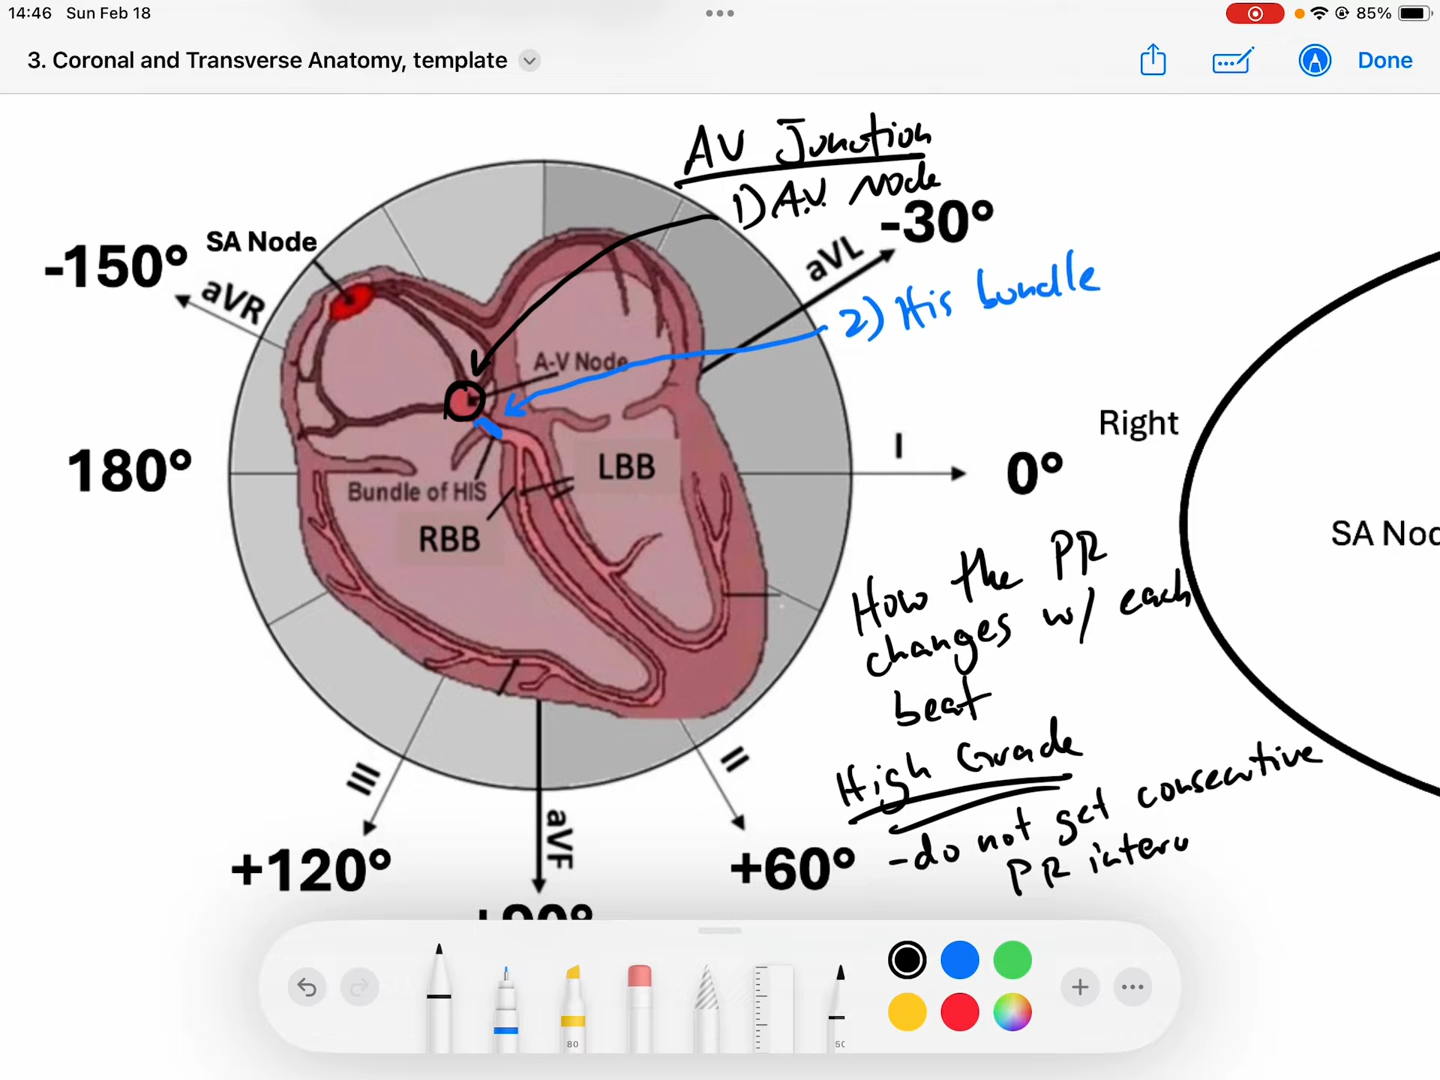 14:46 Sun Feb 18
85%
3. Coronal and Transverse Anatomy, template
Done
AV Junction
1) A.V. Node
-30°
aVL
SA Node
-150°
aVR
2) His bundle
A-V Node
Right
I
180°
LBB
0°
Bundle of HIS
RBB
SA Noc
How the PR
changes w/ each
beat
High Grade
-do not get consecutive
PR interv
II
III
aVF
+120°
+60°
+90°
80
50